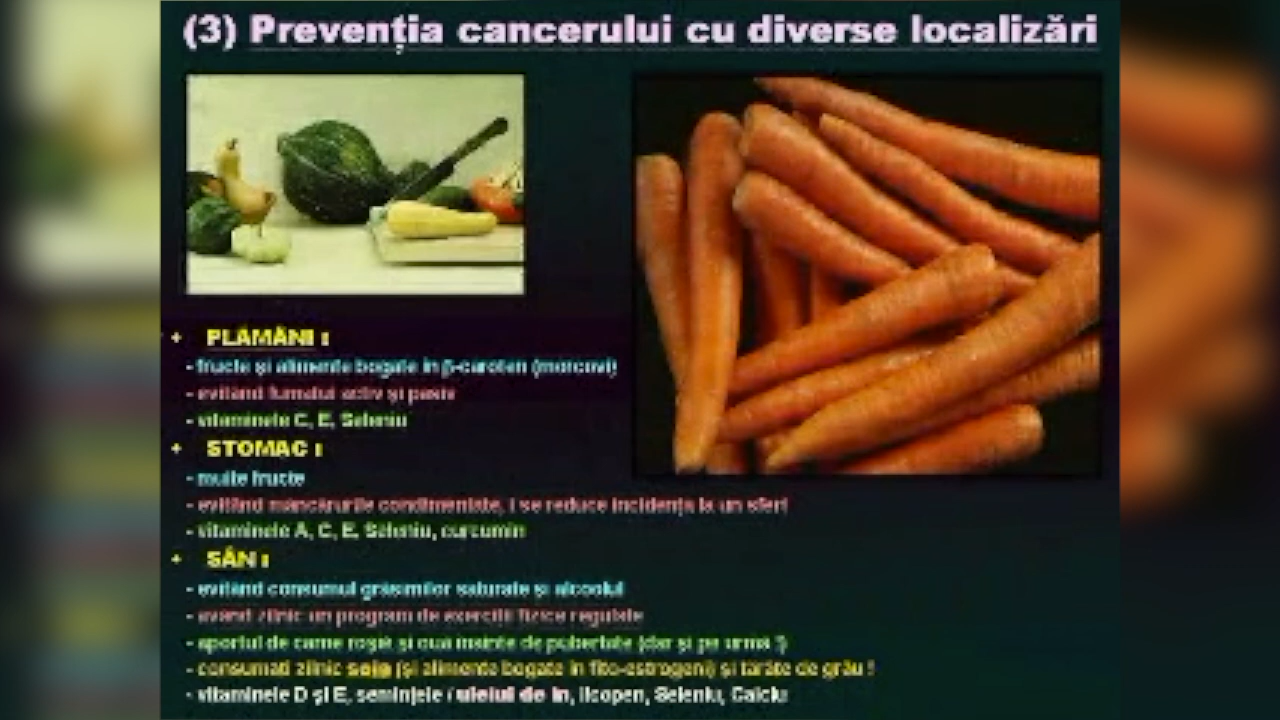 (3) Prevenția cancerului cu diverse localizări
+ PLĂMÂNI :
- fructe și alimente bogate în β-caroten (morcovi)
- evitând fumatul activ și pasiv
- vitaminele C, E, Seleniu
+ STOMAC :
- multe fructe
- evitând mâncărurile condimentate, i se reduce incidența la un sfert
- vitaminele A, C, E, Seleniu, curcumin
+ SÂN :
- evitând consumul grăsimilor saturate și alcoolul
- având zilnic un program de exerciții fizice regulate
- aportul de carne roșie și ouă înainte de pubertate (dar și pe urmă !)
- consumați zilnic soia (și alimente bogate în fito-estrogeni) și tărâțe de grâu !
- vitaminele D și E, semințele / uleiul de in, licopen, Seleniu, Calciu